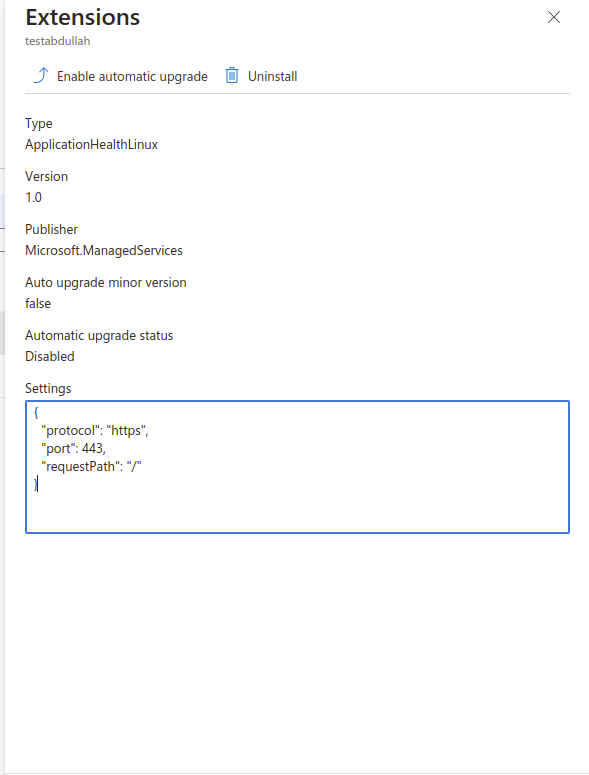 Extensions
testabdullah
Enable automatic upgrade
Uninstall
Type
ApplicationHealthLinux
Version
1.0
Publisher
Microsoft.ManagedServices
Auto upgrade minor version
false
Automatic upgrade status
Disabled
Settings
{
"protocol": "https",
"port": 443,
"requestPath": "/"
}